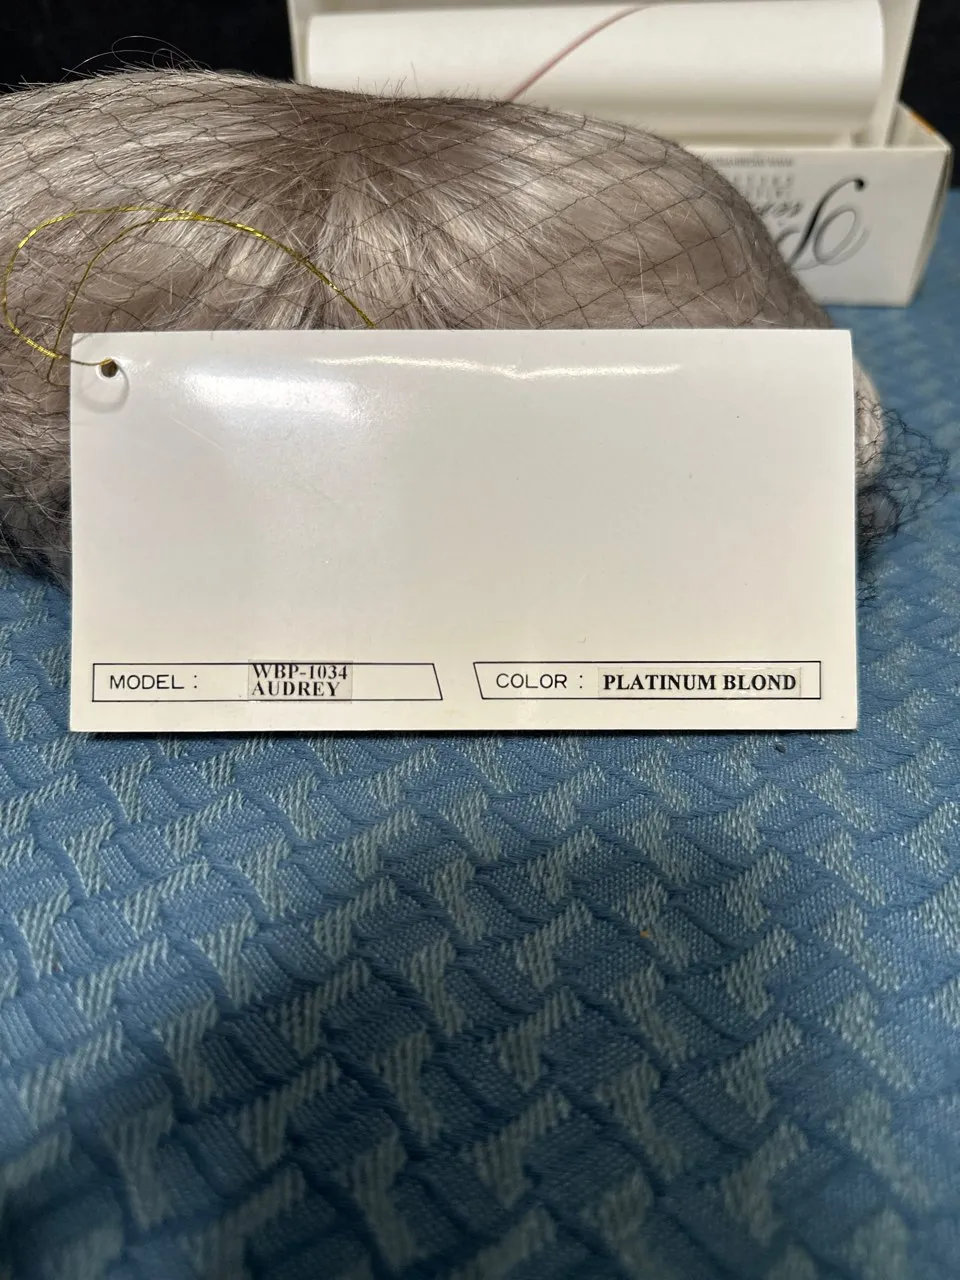 MODEL : WBP-1034
AUDREY
COLOR : PLATINUM BLOND